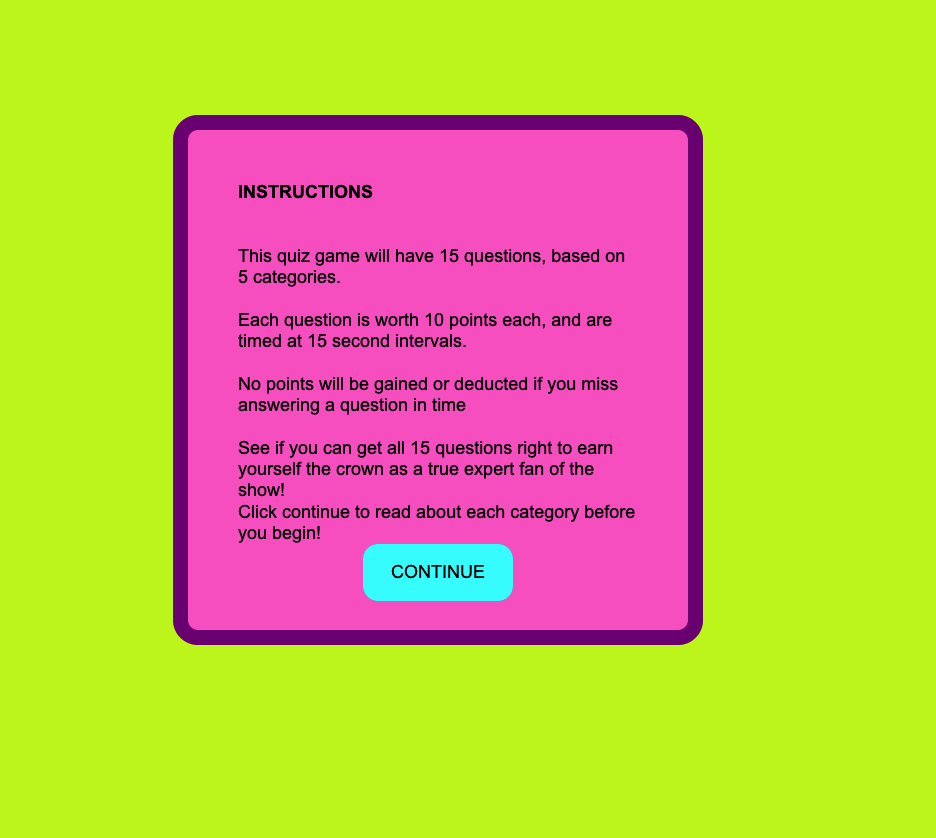 INSTRUCTIONS
This quiz game will have 15 questions, based on
5 categories.
Each question is worth 10 points each, and are
timed at 15 second intervals.
No points will be gained or deducted if you miss
answering a question in time
See if you can get all 15 questions right to earn
yourself the crown as a true expert fan of the
show!
Click continue to read about each category before
you begin!
CONTINUE